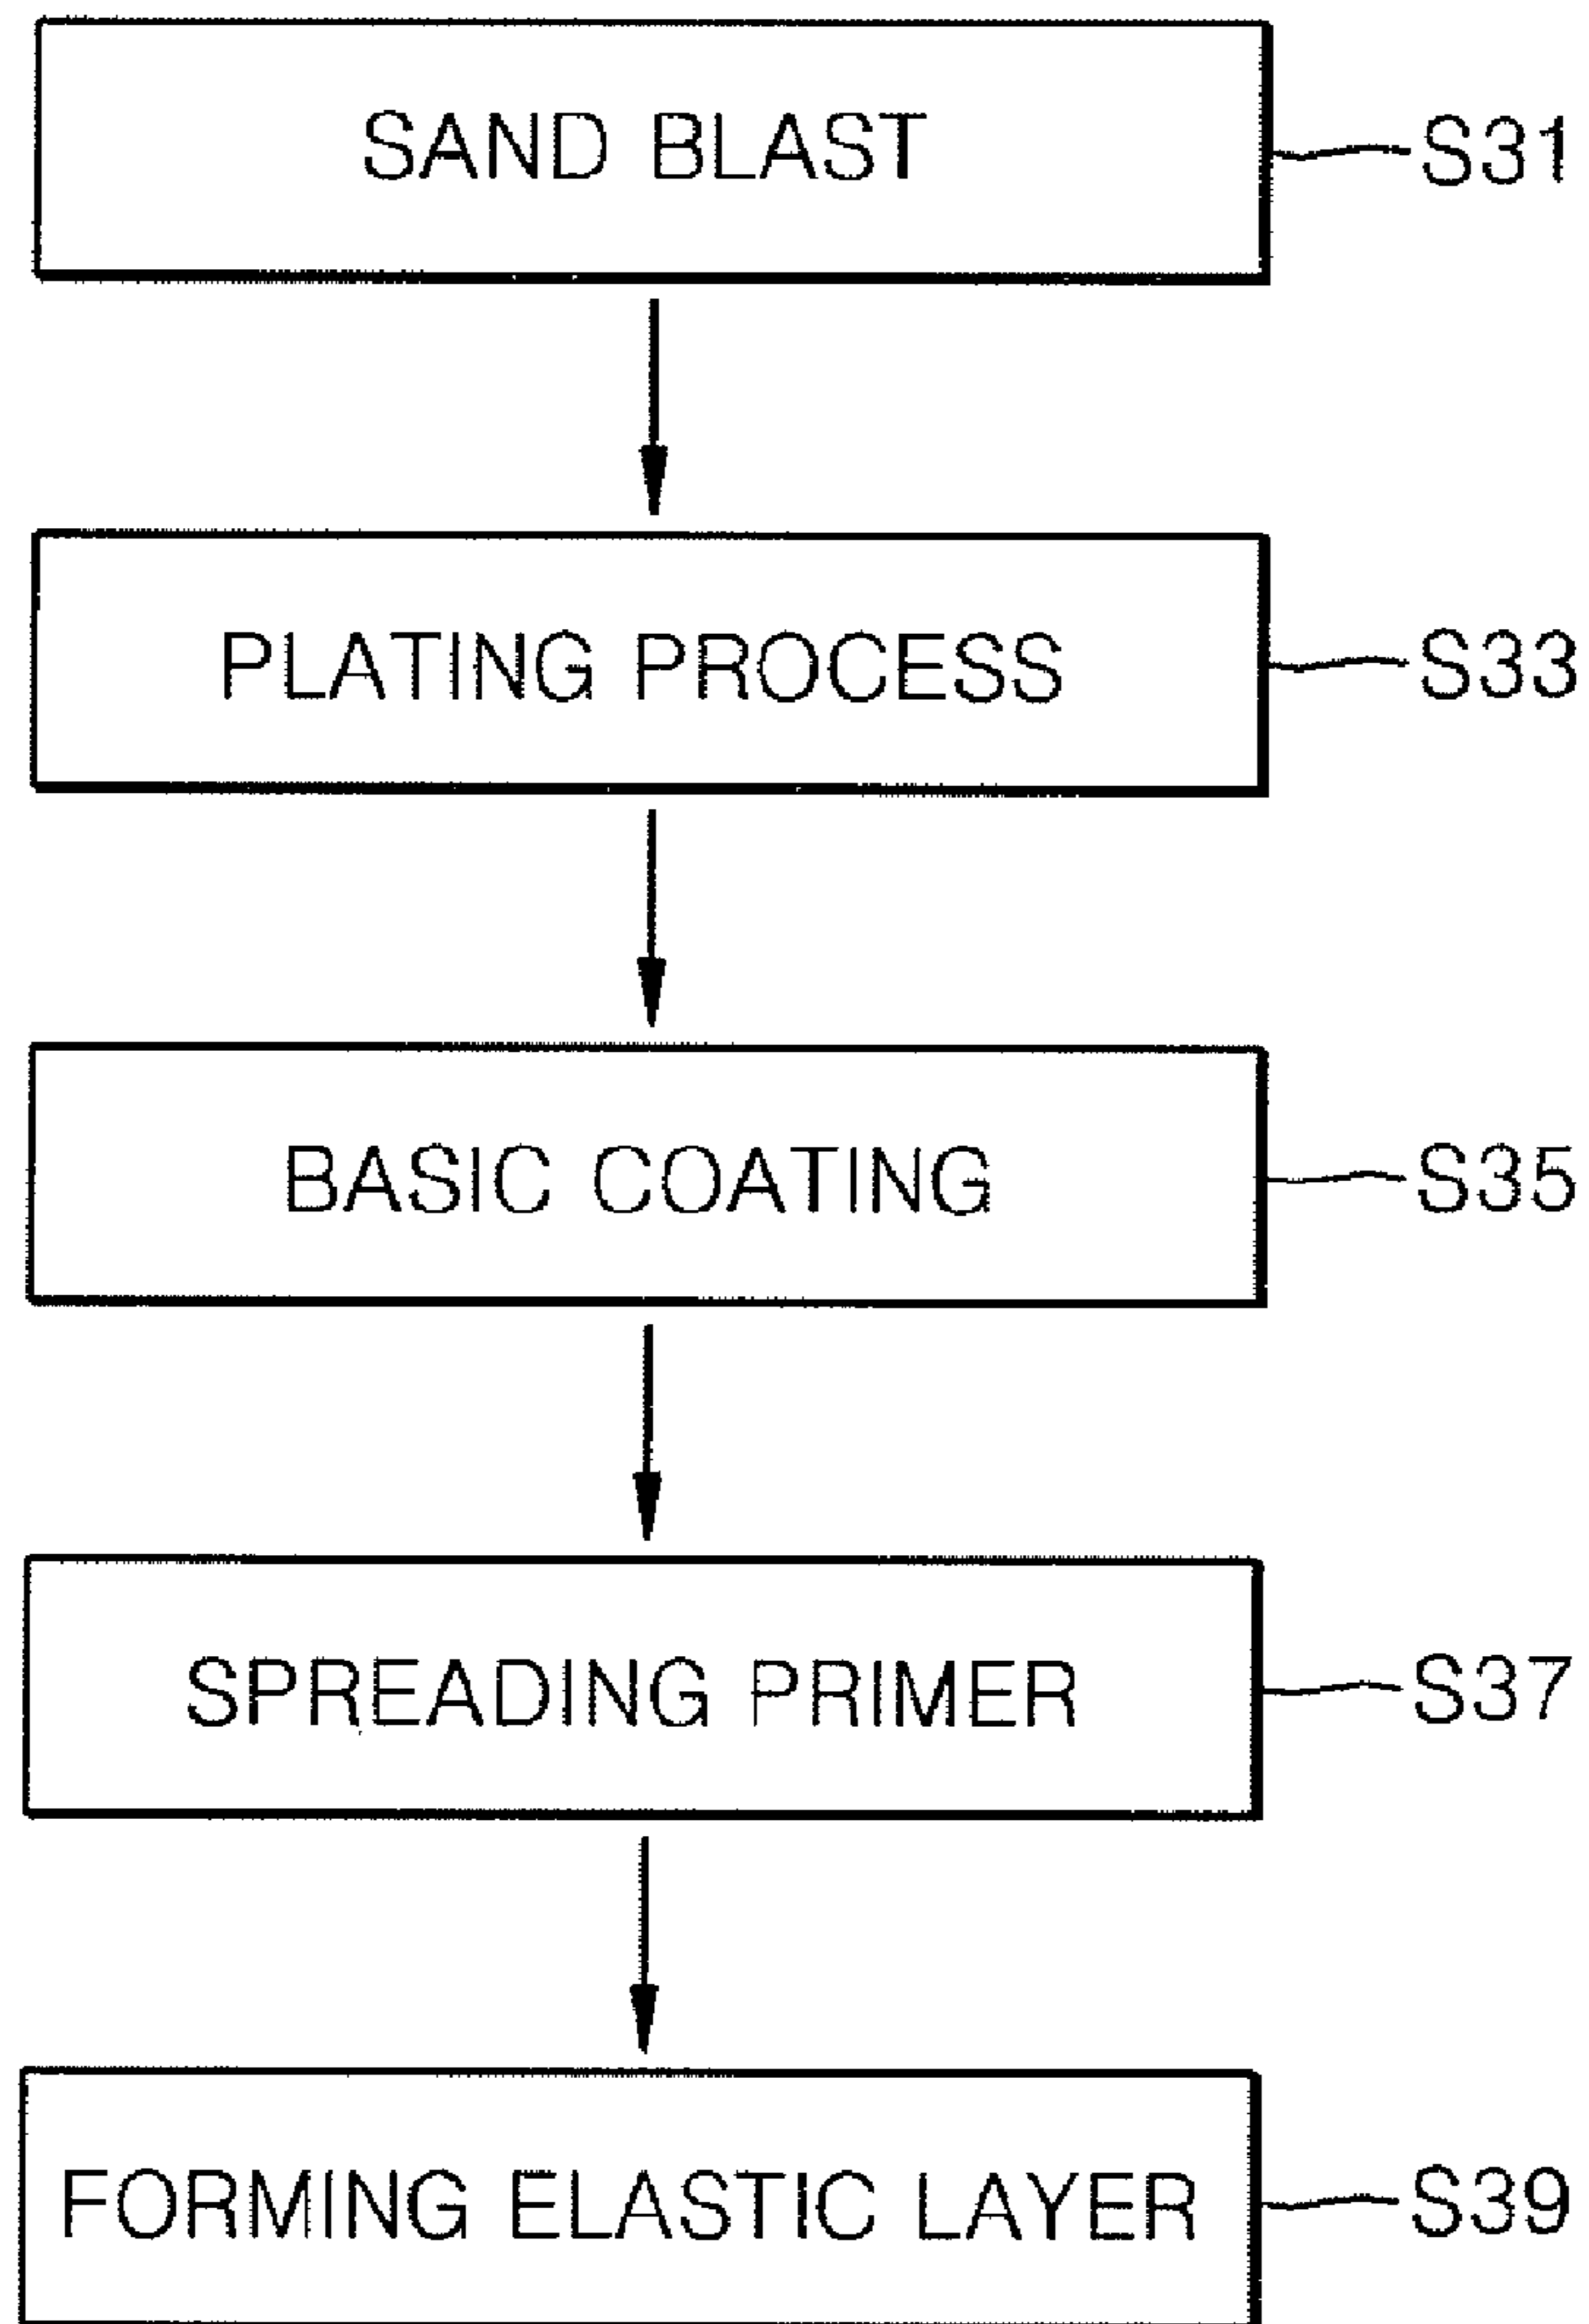 SAND BLAST S31
PLATING PROCESS S33
BASIC COATING S35
SPREADING PRIMER S37
FORMING ELASTIC LAYER S39